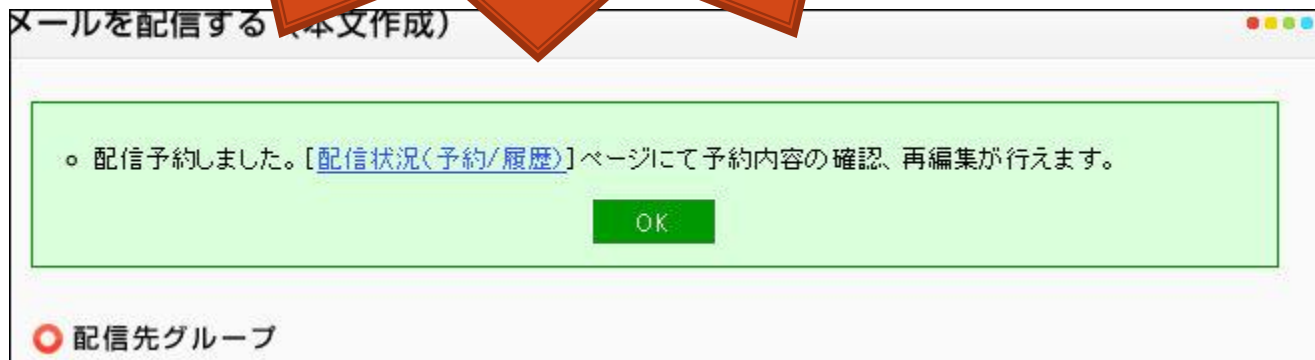 メールを配信する（本文作成）
配信予約しました。[配信状況(予約/履歴)]ページにて予約内容の確認、再編集が行えます。
OK
配信先グループ